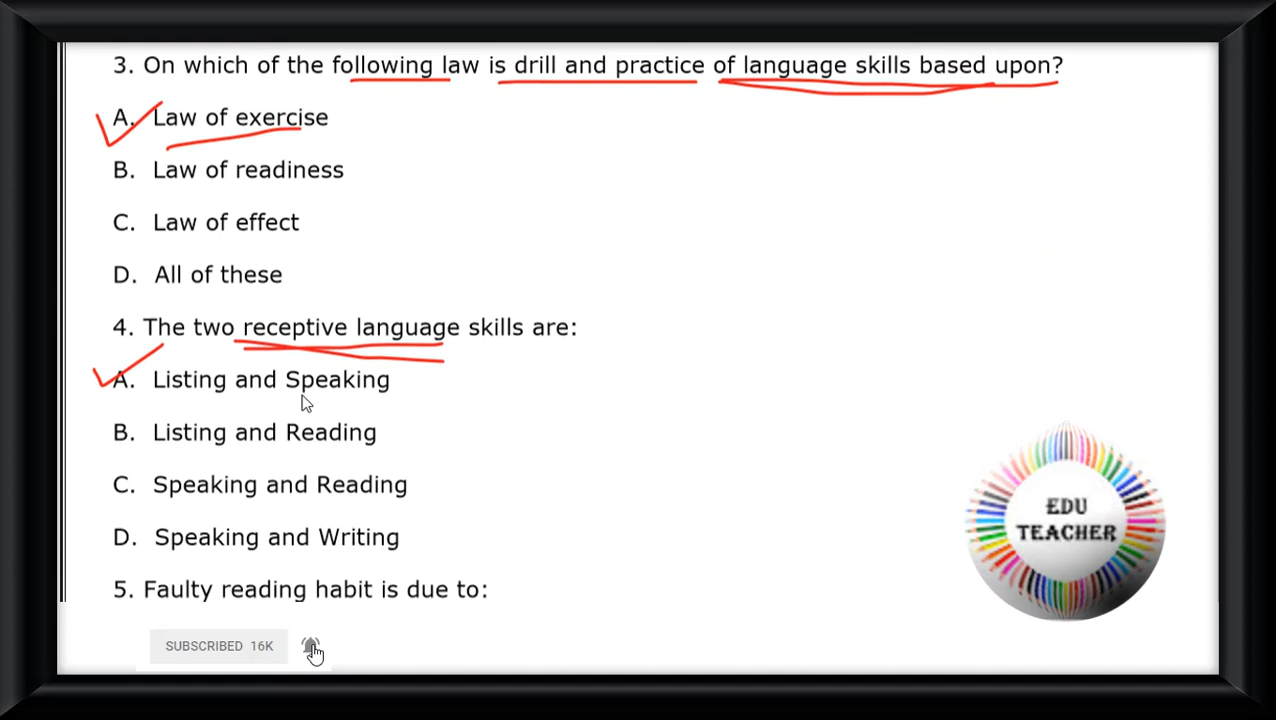 3. On which of the following law is drill and practice of language skills based upon?
A. Law of exercise
B. Law of readiness
C. Law of effect
D. All of these
4. The two receptive language skills are:
A. Listing and Speaking
B. Listing and Reading
C. Speaking and Reading
D. Speaking and Writing
5. Faulty reading habit is due to:
EDU
TEACHER
SUBSCRIBED 16K